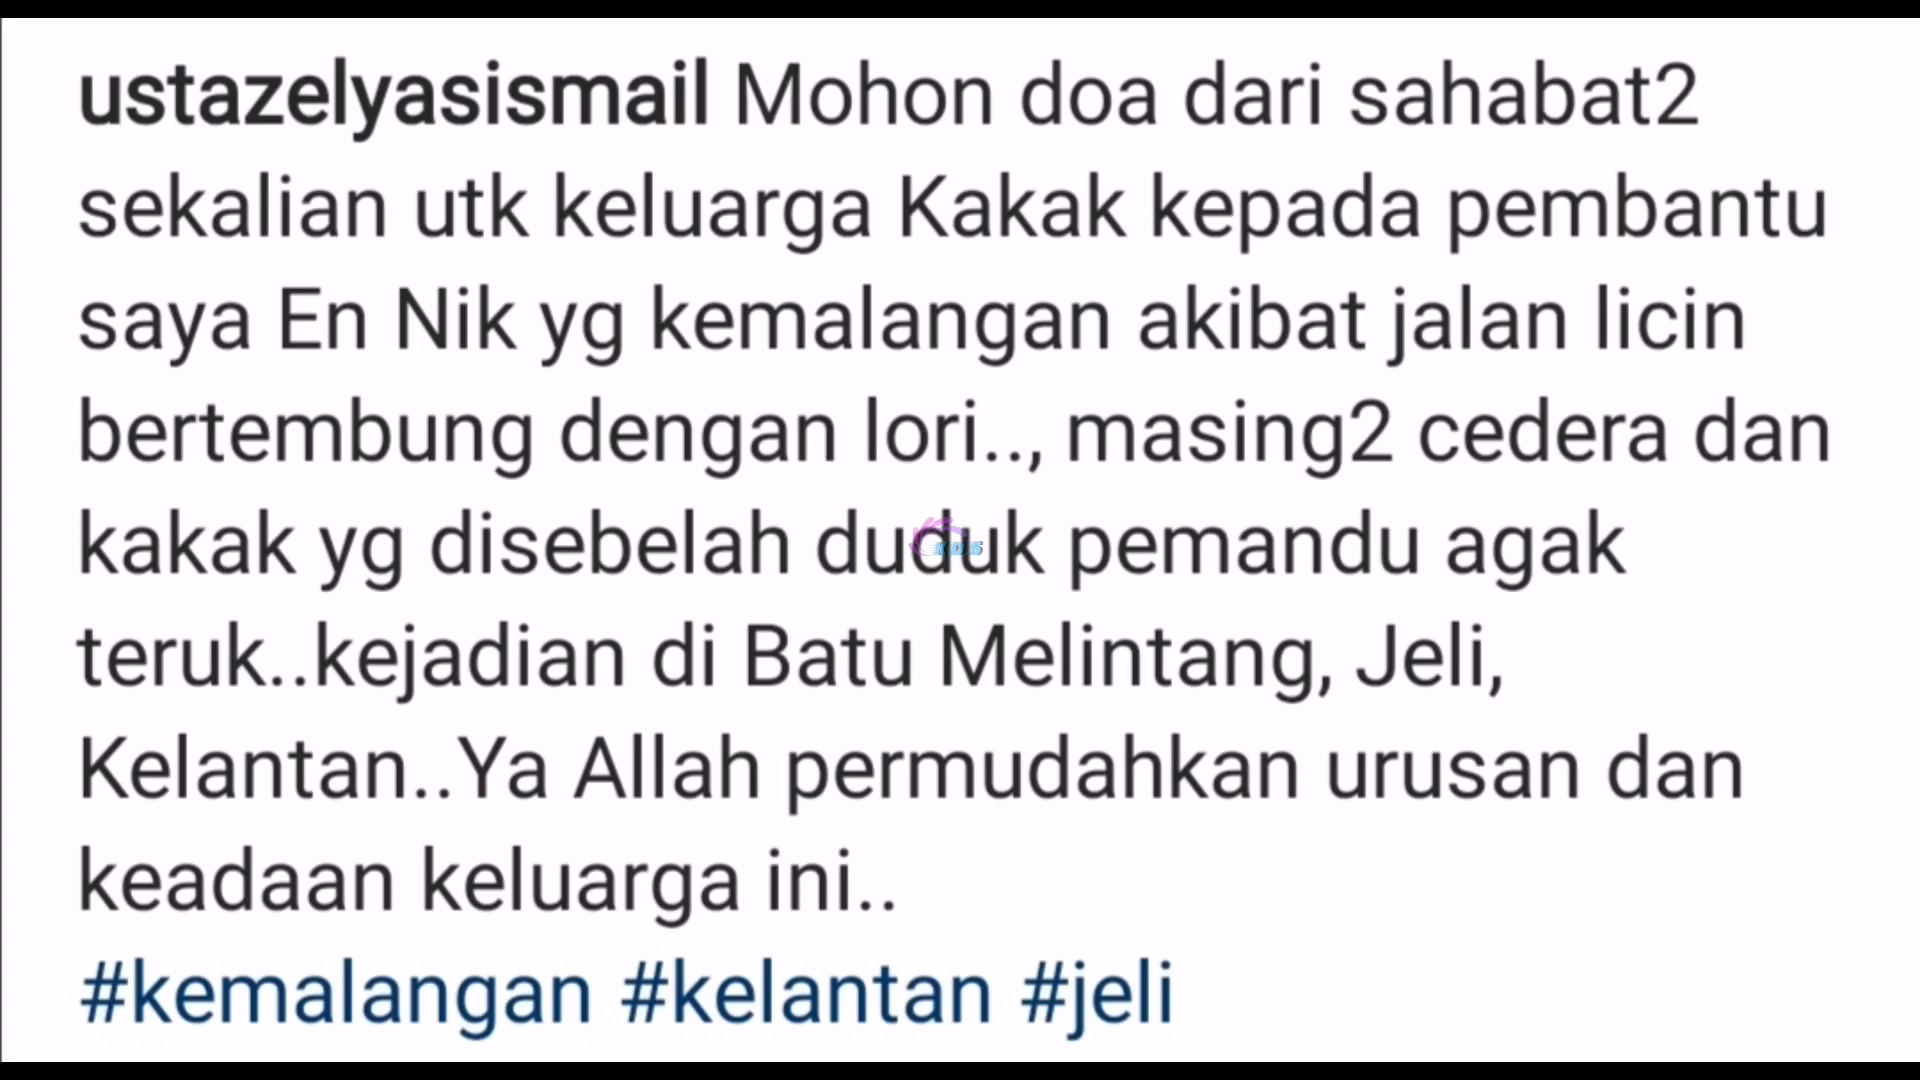 ustazelyasismail Mohon doa dari sahabat2
sekalian utk keluarga Kakak kepada pembantu
saya En Nik yg kemalangan akibat jalan licin
bertembung dengan lori.., masing2 cedera dan
kakak yg disebelah duduk pemandu agak
teruk..kejadian di Batu Melintang, Jeli,
Kelantan..Ya Allah permudahkan urusan dan
keadaan keluarga ini..
#kemalangan #kelantan #jeli